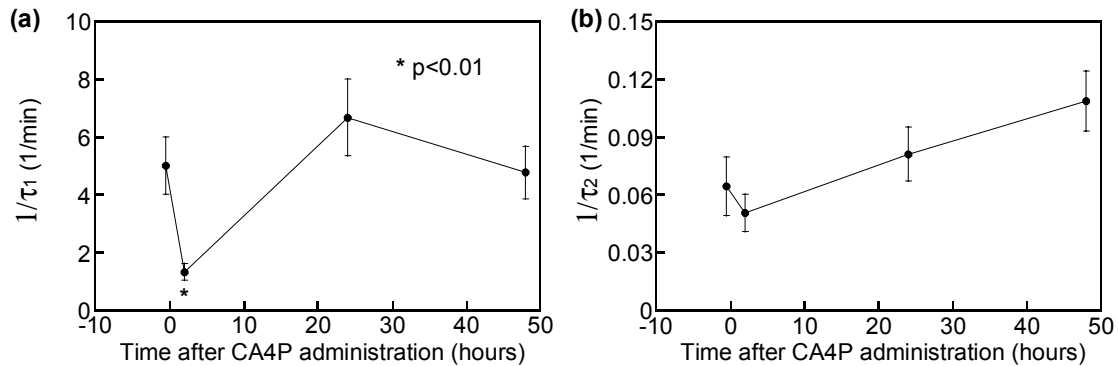 (a)
10
8
6
4
2
0
1/τ1 (1/min)
* p<0.01
*
-10 0 10 20 30 40 50
Time after CA4P administration (hours)
(b)
0.15
0.12
0.09
0.06
0.03
0
1/τ2 (1/min)
-10 0 10 20 30 40 50
Time after CA4P administration (hours)